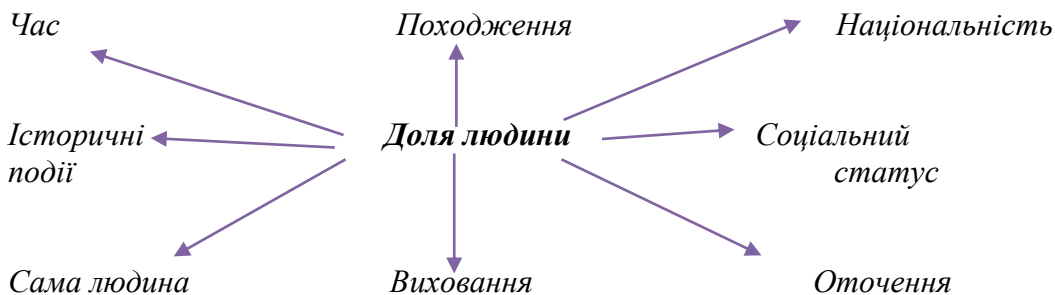 Час Походження Національність
Історичні Доля людини Соціальний
події статус
Сама людина Виховання Оточення